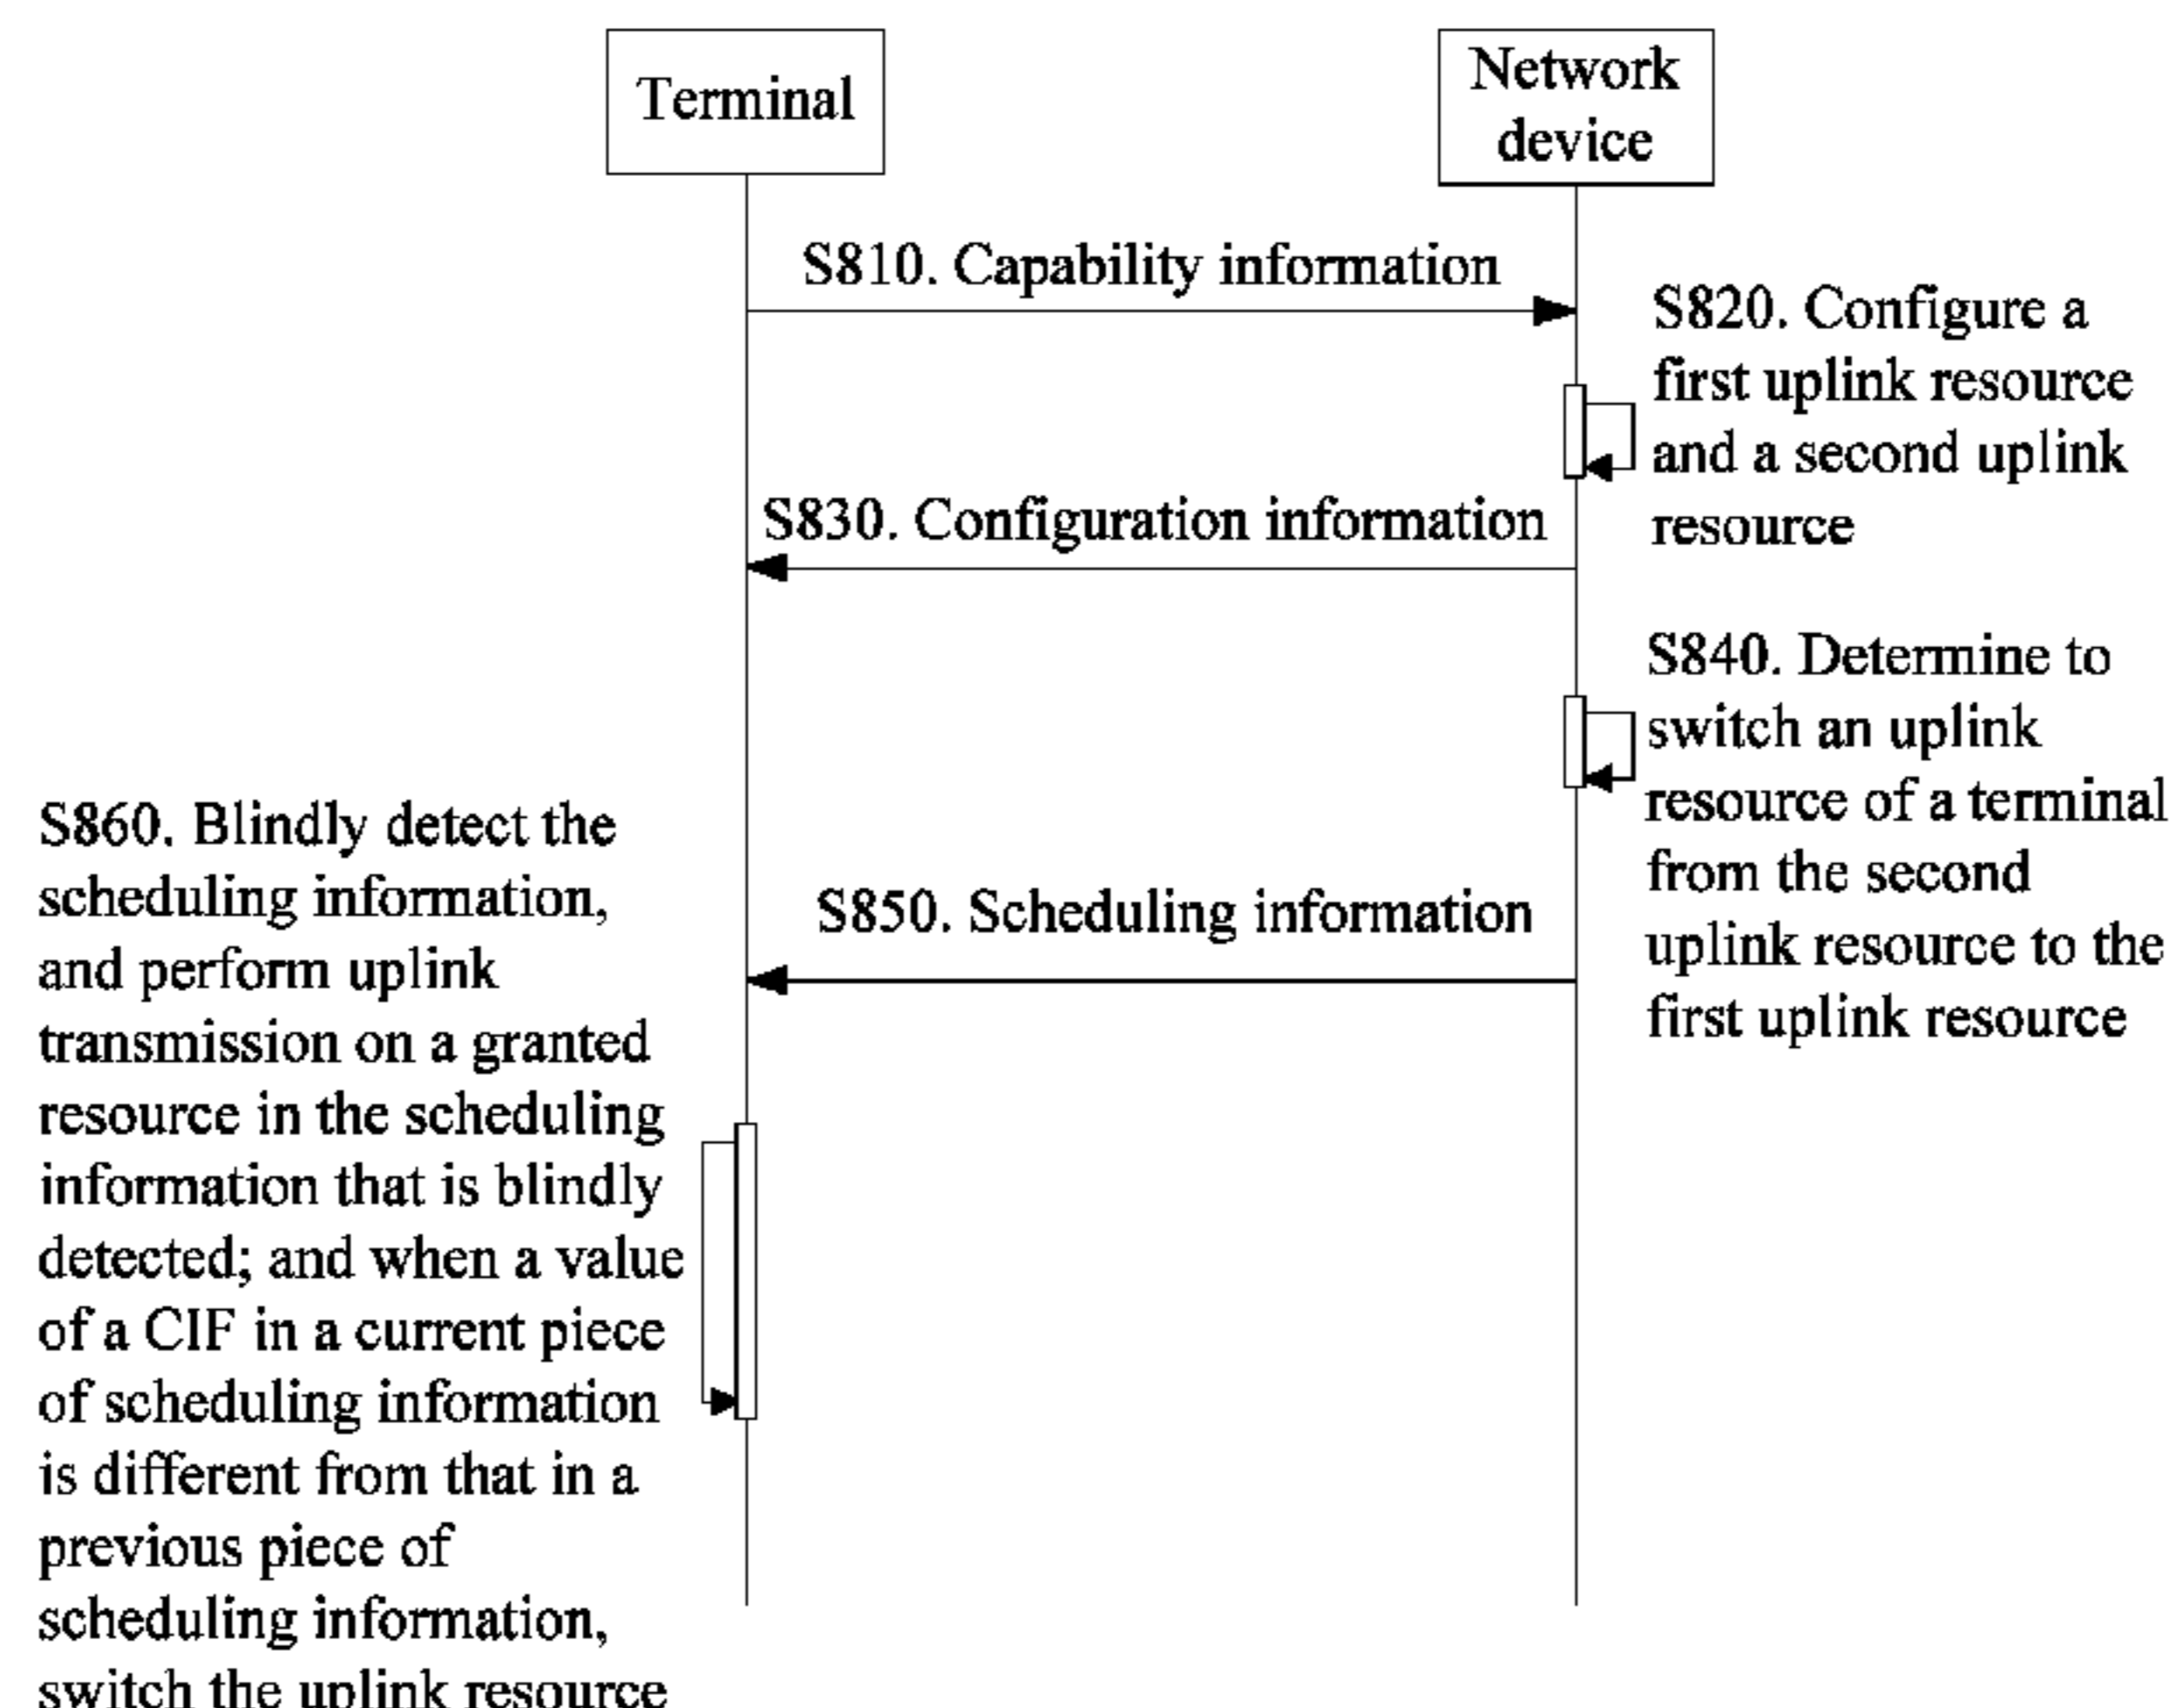 Terminal
Network
device
S810. Capability information
S820. Configure a
first uplink resource
and a second uplink
resource
S830. Configuration information
S840. Determine to
switch an uplink
resource of a terminal
from the second
uplink resource to the
first uplink resource
S850. Scheduling information
S860. Blindly detect the
scheduling information,
and perform uplink
transmission on a granted
resource in the scheduling
information that is blindly
detected; and when a value
of a CIF in a current piece
of scheduling information
is different from that in a
previous piece of
scheduling information,
switch the uplink resource